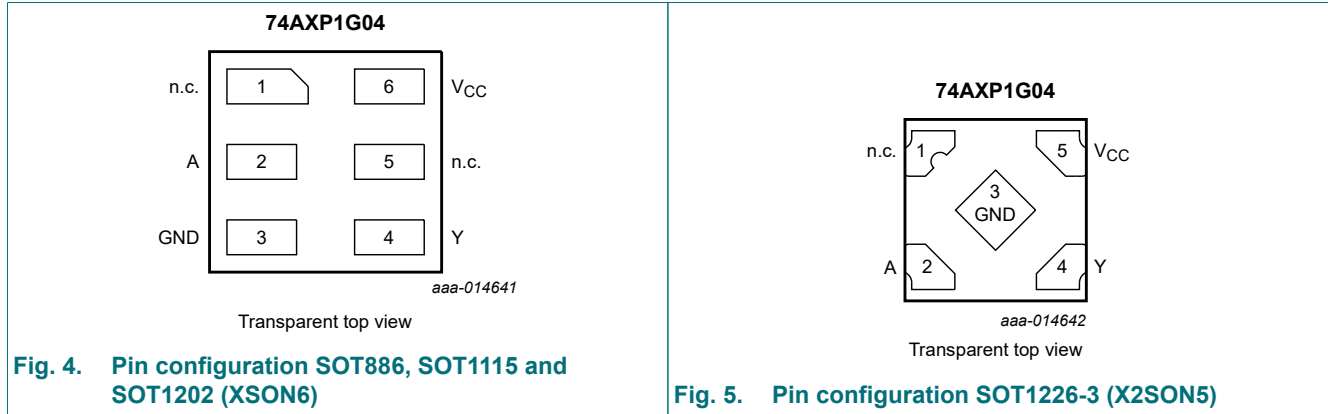 74AXP1G04
n.c. 1 6 VCC
A 2 5 n.c.
GND 3 4 Y
aaa-014641
Transparent top view
Fig. 4. Pin configuration SOT886, SOT1115 and
SOT1202 (XSON6)
74AXP1G04
n.c. 1 5 VCC
3
GND
A 2 4 Y
aaa-014642
Transparent top view
Fig. 5. Pin configuration SOT1226-3 (X2SON5)